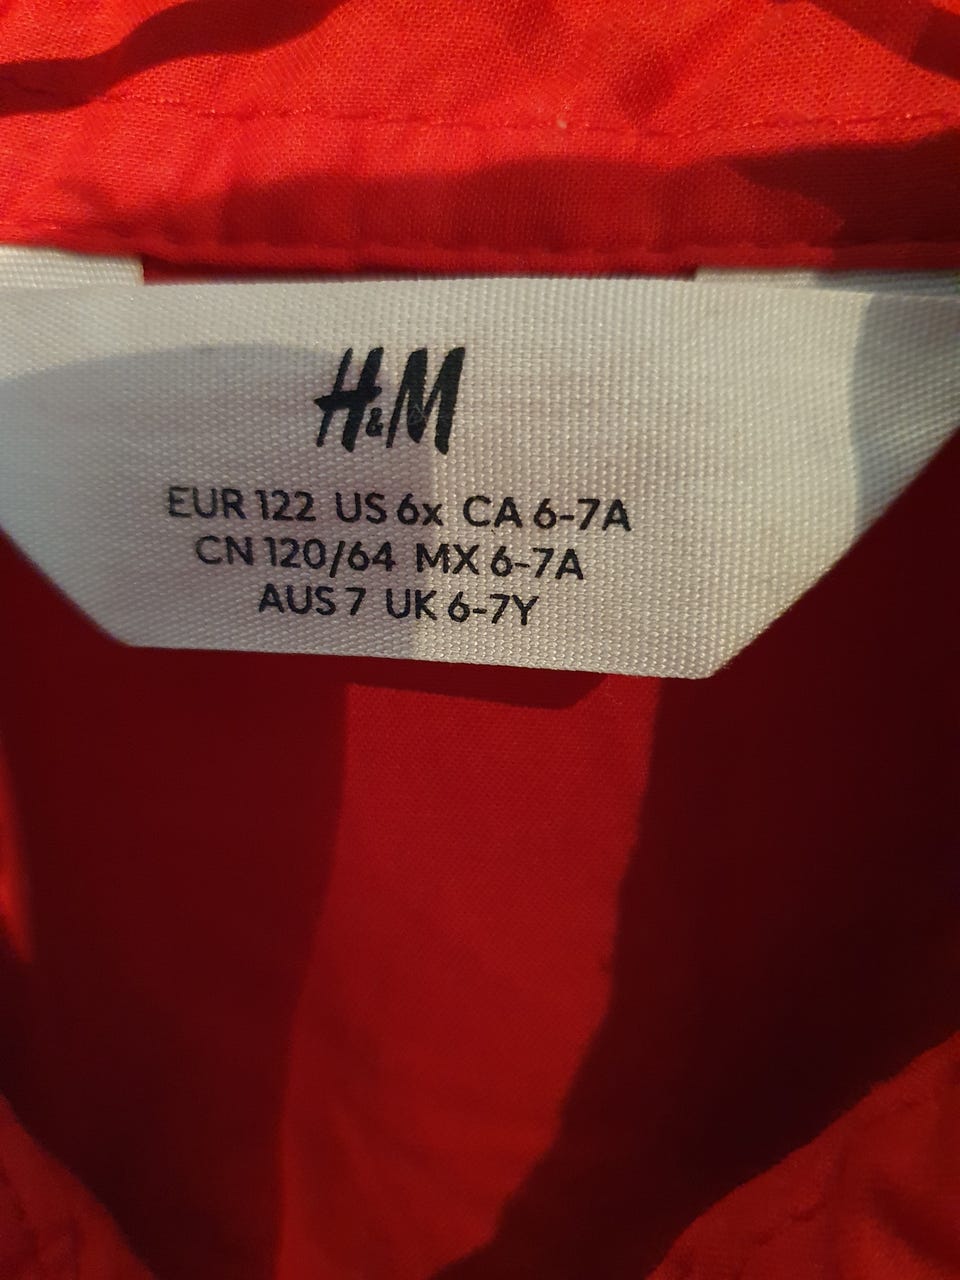 H&M
EUR 122 US 6x CA 6-7A
CN 120/64 MX 6-7A
AUS 7 UK 6-7Y